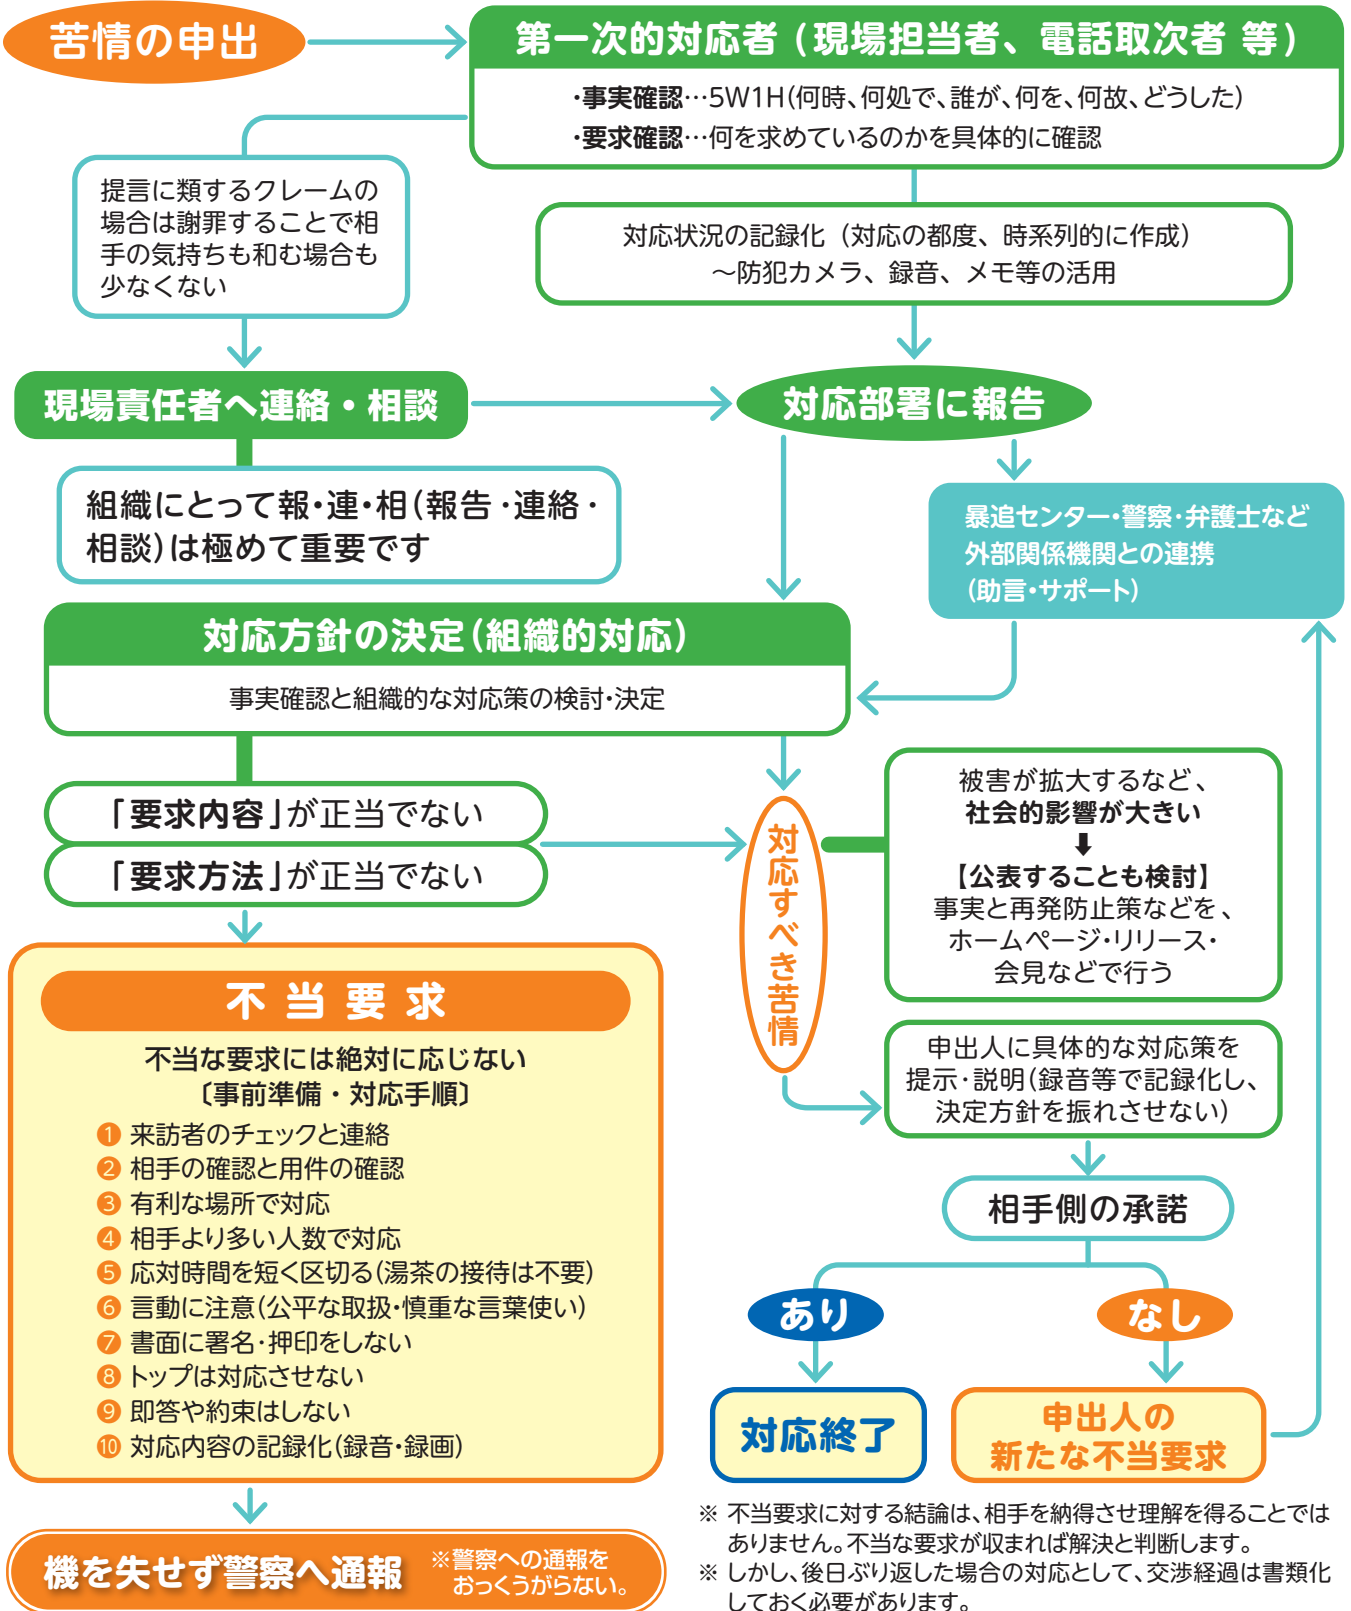 苦情の申出
第一次的対応者（現場担当者、電話取次者 等）
・事実確認…5W1H（何時、何処で、誰が、何を、何故、どうした）
・要求確認…何を求めているのかを具体的に確認
提言に類するクレームの
場合は謝罪することで相
手の気持ちも和む場合も
少なくない
対応状況の記録化（対応の都度、時系列的に作成）
～防犯カメラ、録音、メモ等の活用
現場責任者へ連絡・相談
対応部署に報告
組織にとって報・連・相（報告・連絡・
相談）は極めて重要です
暴追センター・警察・弁護士など
外部関係機関との連携
（助言・サポート）
対応方針の決定（組織的対応）
事実確認と組織的な対応策の検討・決定
「要求内容」が正当でない
「要求方法」が正当でない
対応すべき苦情
被害が拡大するなど、
社会的影響が大きい
【公表することも検討】
事実と再発防止策などを、
ホームページ・リリース・
会見などで行う
申出人に具体的な対応策を
提示・説明（録音等で記録化し、
決定方針を振れさせない）
相手側の承諾
あり
なし
対応終了
申出人の
新たな不当要求
不当要求
不当な要求には絶対に応じない
〔事前準備・対応手順〕
❶ 来訪者のチェックと連絡
❷ 相手の確認と用件の確認
❸ 有利な場所で対応
❹ 相手より多い人数で対応
❺ 応対時間を短く区切る（湯茶の接待は不要）
❻ 言動に注意（公平な取扱・慎重な言葉使い）
❼ 書面に署名・押印をしない
❽ トップは対応させない
❾ 即答や約束はしない
❿ 対応内容の記録化（録音・録画）
機を失せず警察へ通報
※警察への通報を
おっくうがらない。
※ 不当要求に対する結論は、相手を納得させ理解を得ることでは
ありません。不当な要求が収まれば解決と判断します。
※ しかし、後日ぶり返した場合の対応として、交渉経過は書類化
しておく必要があります。